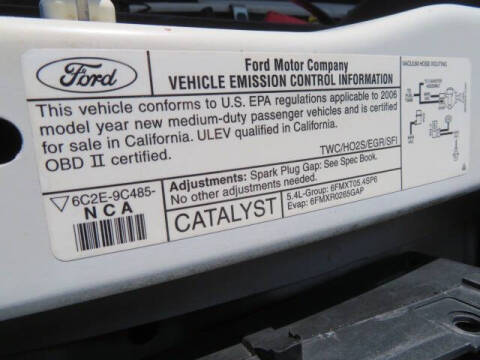 Ford
Ford Motor Company
VEHICLE EMISSION CONTROL INFORMATION
This vehicle conforms to U.S. EPA regulations applicable to 2006
model year new medium-duty passenger vehicles and is certified
for sale in California. ULEV qualified in California.
OBD II certified.
TWC/HO2S/EGR/SFI
6C2E-9C485-
NCA
Adjustments: Spark Plug Gap: See Spec Book.
No other adjustments needed.
CATALYST
5.4L-Group: 6FMXT05.4SP6
Evap: 6FMXR0265GAP
VACUUM HOSE ROUTING